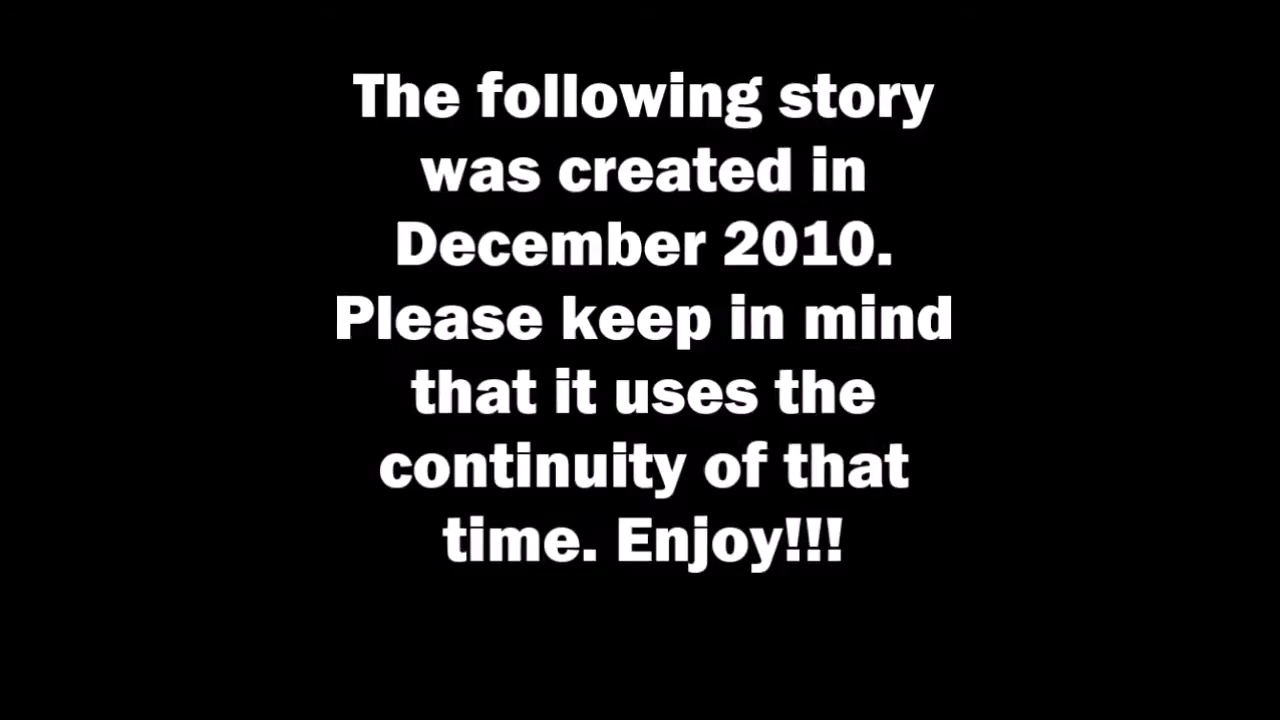 The following story
was created in
December 2010.
Please keep in mind
that it uses the
continuity of that
time. Enjoy!!!